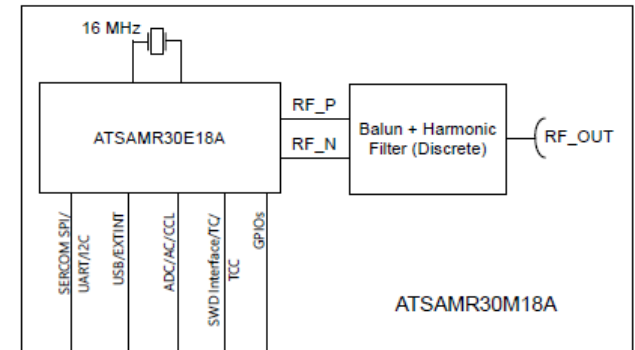 16 MHz
ATSAMR30E18A
RF_P
RF_N
Balun + Harmonic
Filter (Discrete)
RF_OUT
SERCOM SPI/
UART/I2C
USB/EXTINT
ADC/AC/CCL
SWD Interface/TC/
TCC
GPIOs
ATSAMR30M18A